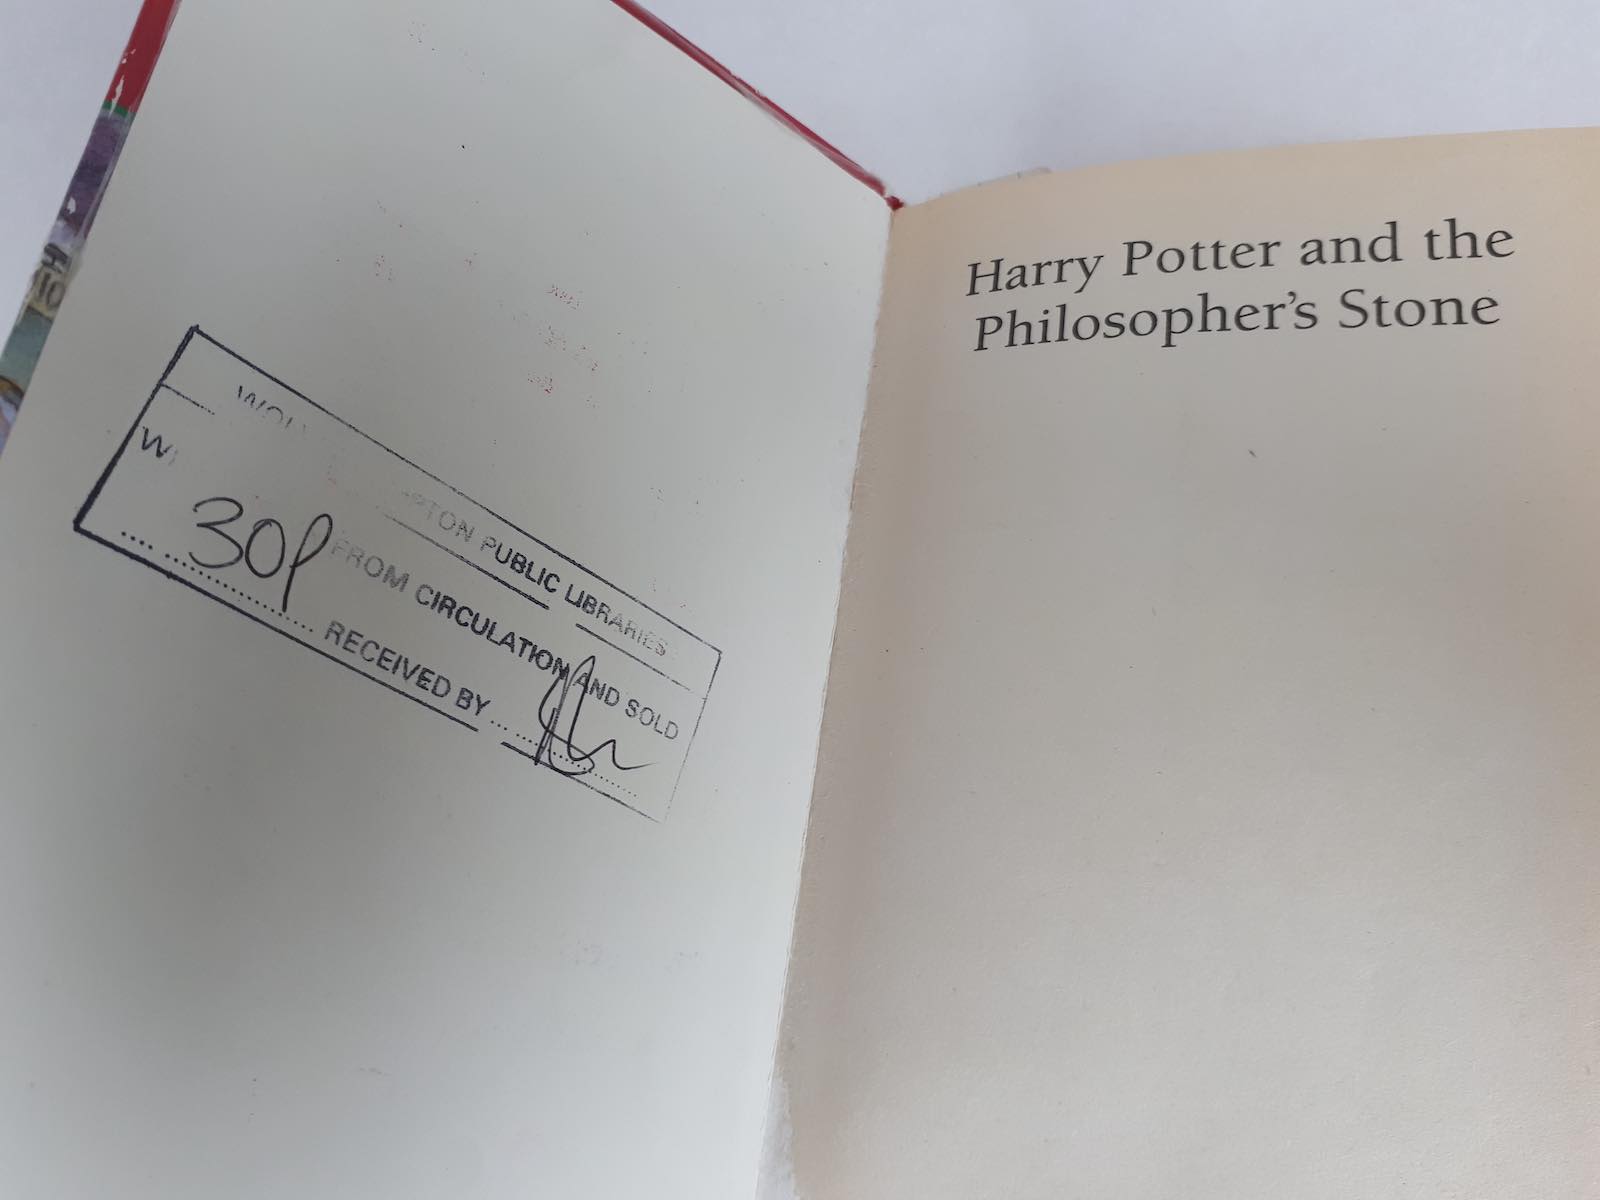 PUBLIC LIBRARIES
FROM CIRCULATION AND SOLD
30p
RECEIVED BY
Harry Potter and the
Philosopher's Stone